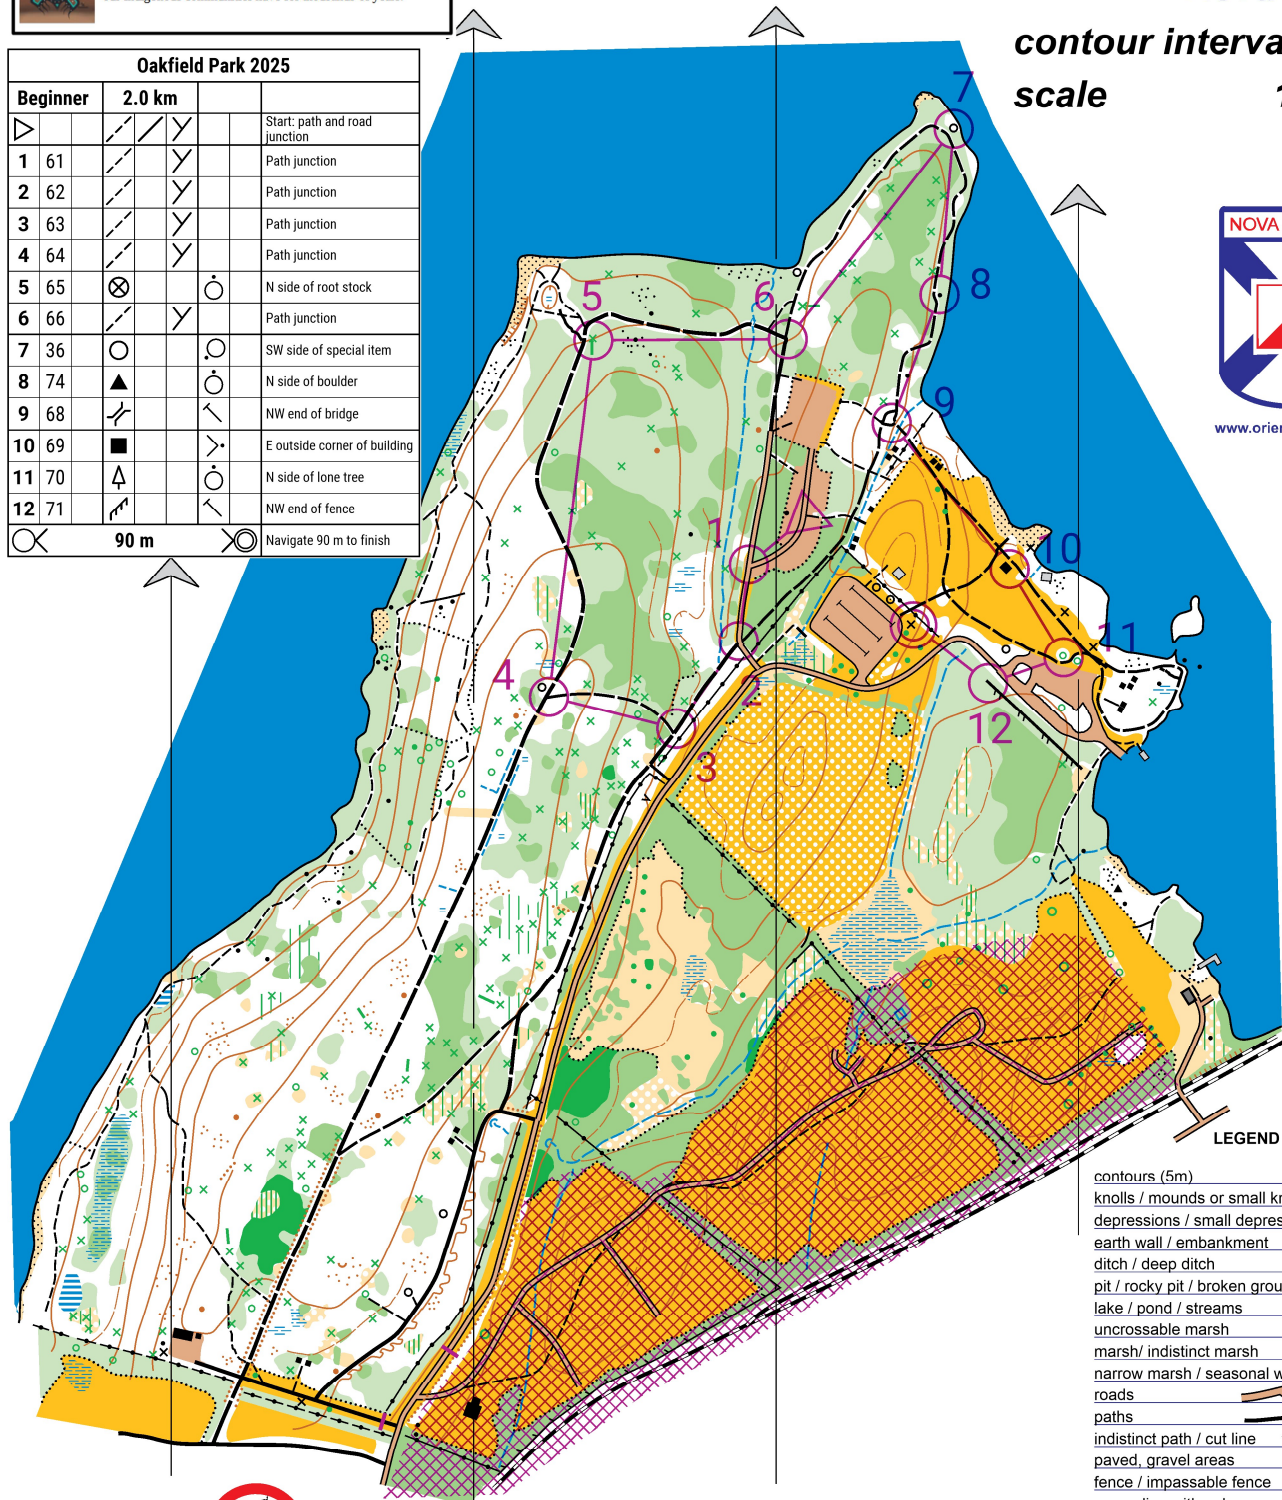 contour interva
scale
Oakfield Park 2025
Beginner 2.0 km
Start: path and road junction
1 61 Path junction
2 62 Path junction
3 63 Path junction
4 64 Path junction
5 65 N side of root stock
6 66 Path junction
7 36 SW side of special item
8 74 N side of boulder
9 68 NW end of bridge
10 69 E outside corner of building
11 70 N side of lone tree
12 71 NW end of fence
90 m Navigate 90 m to finish
7
NOVA
5
6
8
www.orien
9
1
10
11
4
2
12
3
LEGEND
contours (5m)
knolls / mounds or small kn
depressions / small depres
earth wall / embankment
ditch / deep ditch
pit / rocky pit / broken grou
lake / pond / streams
uncrossable marsh
marsh/ indistinct marsh
narrow marsh / seasonal w
roads
paths
indistinct path / cut line
paved, gravel areas
fence / impassable fence